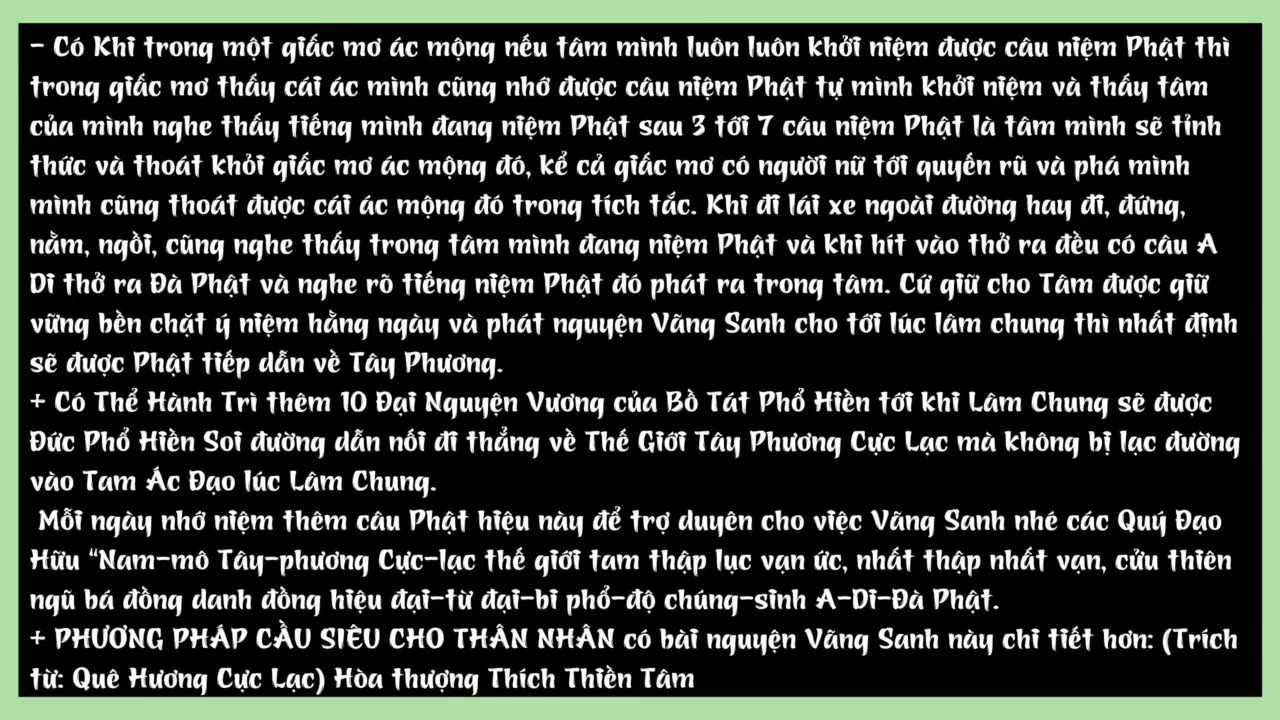 - Có Khi trong một giấc mơ ác mộng nếu tâm mình luôn luôn khởi niệm được câu niệm Phật thì
trong giấc mơ thấy cái ác mình cũng nhớ được câu niệm Phật tự mình khởi niệm và thấy tâm
của mình nghe thấy tiếng mình đang niệm Phật sau 3 tới 7 câu niệm Phật là tâm mình sẽ tỉnh
thức và thoát khỏi giấc mơ ác mộng đó, kể cả giấc mơ có người nữ tới quyến rũ và phá mình
mình cũng thoát được cái ác mộng đó trong tích tắc. Khi đi lái xe ngoài đường hay đi, đứng,
nằm, ngồi, cũng nghe thấy trong tâm mình đang niệm Phật và khi hít vào thở ra đều có câu A
Di thở ra Đà Phật và nghe rõ tiếng niệm Phật đó phát ra trong tâm. Cứ giữ cho Tâm được giữ
vững bền chặt ý niệm hằng ngày và phát nguyện Vãng Sanh cho tới lúc lâm chung thì nhất định
sẽ được Phật tiếp dẫn về Tây Phương.
+ Có Thể Hành Trì thêm 10 Đại Nguyện Vương của Bồ Tát Phổ Hiền tới khi Lâm Chung sẽ được
Đức Phổ Hiền Soi đường dẫn nối đi thẳng về Thế Giới Tây Phương Cực Lạc mà không bị lạc đường
vào Tam Ác Đạo lúc Lâm Chung.
Mỗi ngày nhớ niệm thêm câu Phật hiệu này để trợ duyên cho việc Vãng Sanh nhé các Quý Đạo
Hữu “Nam-mô Tây-phương Cực-lạc thế giới tam thập lục vạn ức, nhất thập nhất vạn, cửu thiên
ngũ bá đồng danh đồng hiệu đại-từ đại-bi phổ-độ chúng-sinh A-Di-Đà Phật.
+ PHƯƠNG PHÁP CẦU SIÊU CHO THÂN NHÂN có bài nguyện Vãng Sanh này chi tiết hơn: (Trích
từ: Quê Hương Cực Lạc) Hòa thượng Thích Thiền Tâm